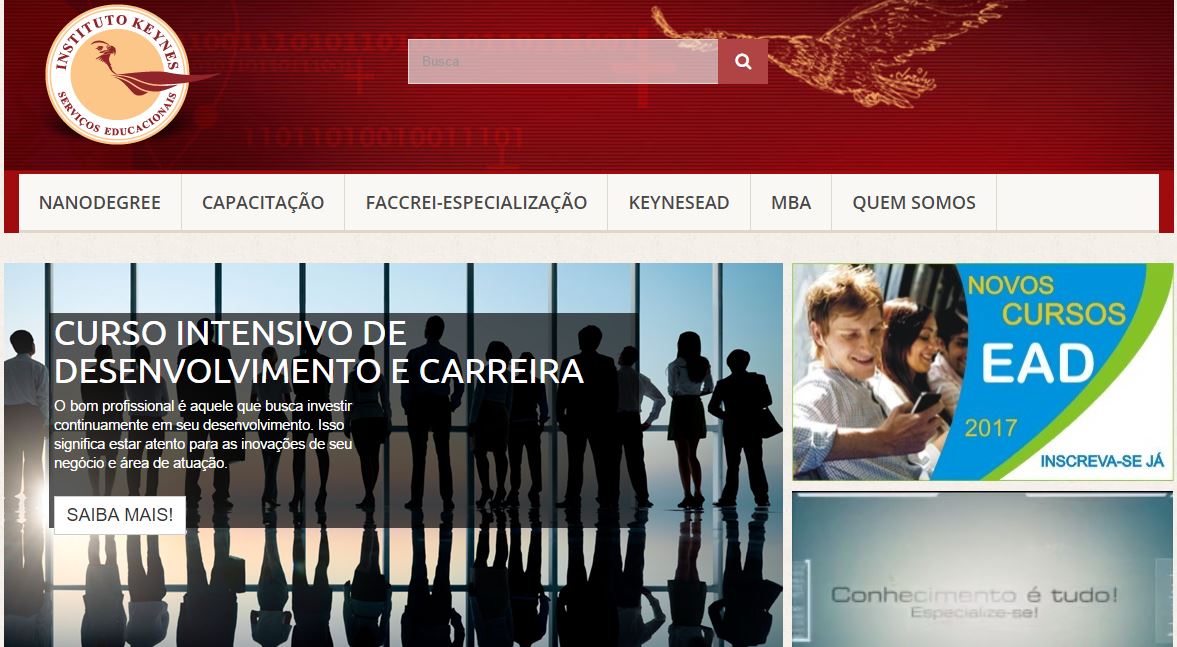 INSTITUTO KEYNES
SERVIÇOS EDUCACIONAIS
Busca
11011010010011101
NANODEGREE
CAPACITAÇÃO
FACCREI-ESPECIALIZAÇÃO
KEYNESEAD
MBA
QUEM SOMOS
CURSO INTENSIVO DE
DESENVOLVIMENTO E CARREIRA
O bom profissional é aquele que busca investir
continuamente em seu desenvolvimento. Isso
significa estar atento para as inovações de seu
negócio e área de atuação.
SAIBA MAIS!
NOVOS
CURSOS
EAD
2017
INSCREVA-SE JÁ
Conhecimento é tudo!
Especialize-se!